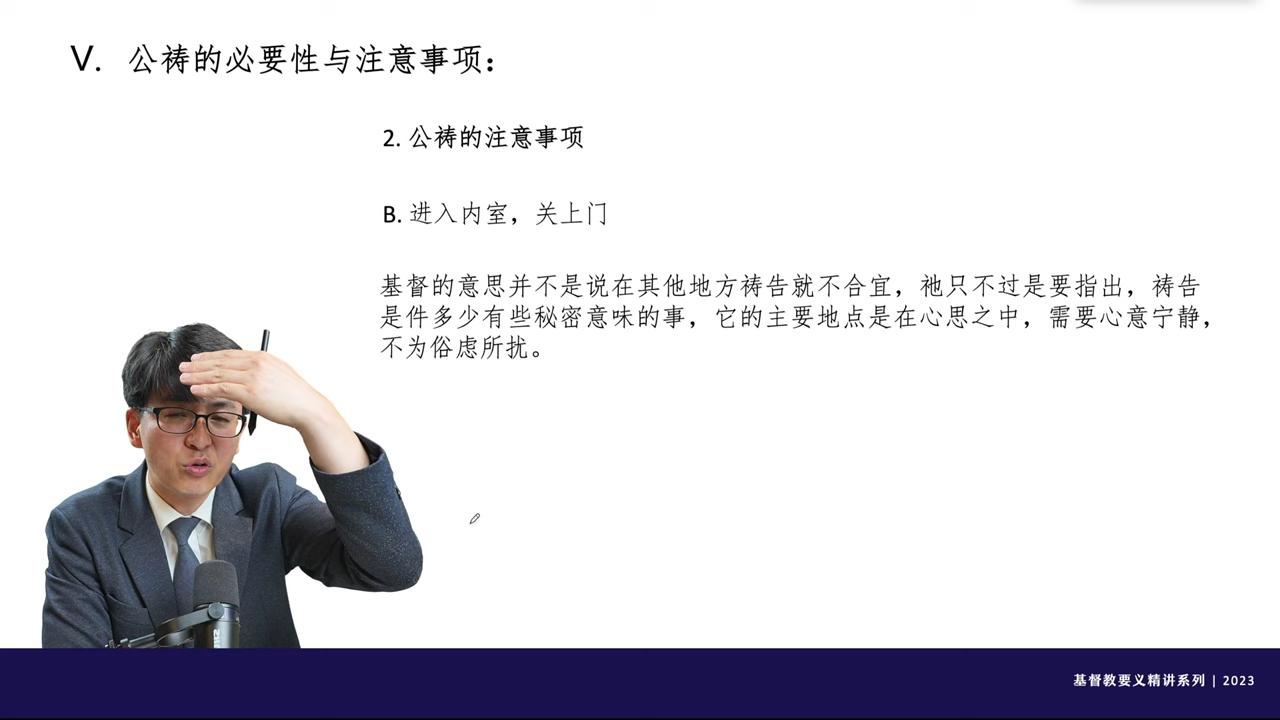 V. 公祷的必要性与注意事项：
2. 公祷的注意事项
B. 进入内室，关上门
基督的意思并不是说在其他地方祷告就不合宜，祂只不过是要指出，祷告
是件多少有些秘密意味的事，它的主要地点是在心思之中，需要心意宁静，
不为俗虑所扰。
基督教要义精讲系列 | 2023